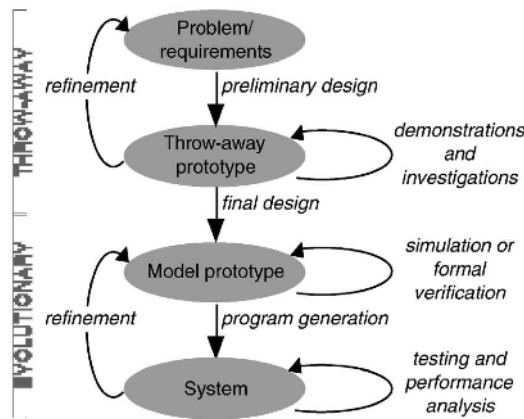 THROW-AWAY
Problem/
requirements
refinement
preliminary design
Throw-away
prototype
demonstrations
and
investigations
final design
EVOLUTIONARY
Model prototype
simulation or
formal
verification
refinement
program generation
System
testing and
performance
analysis